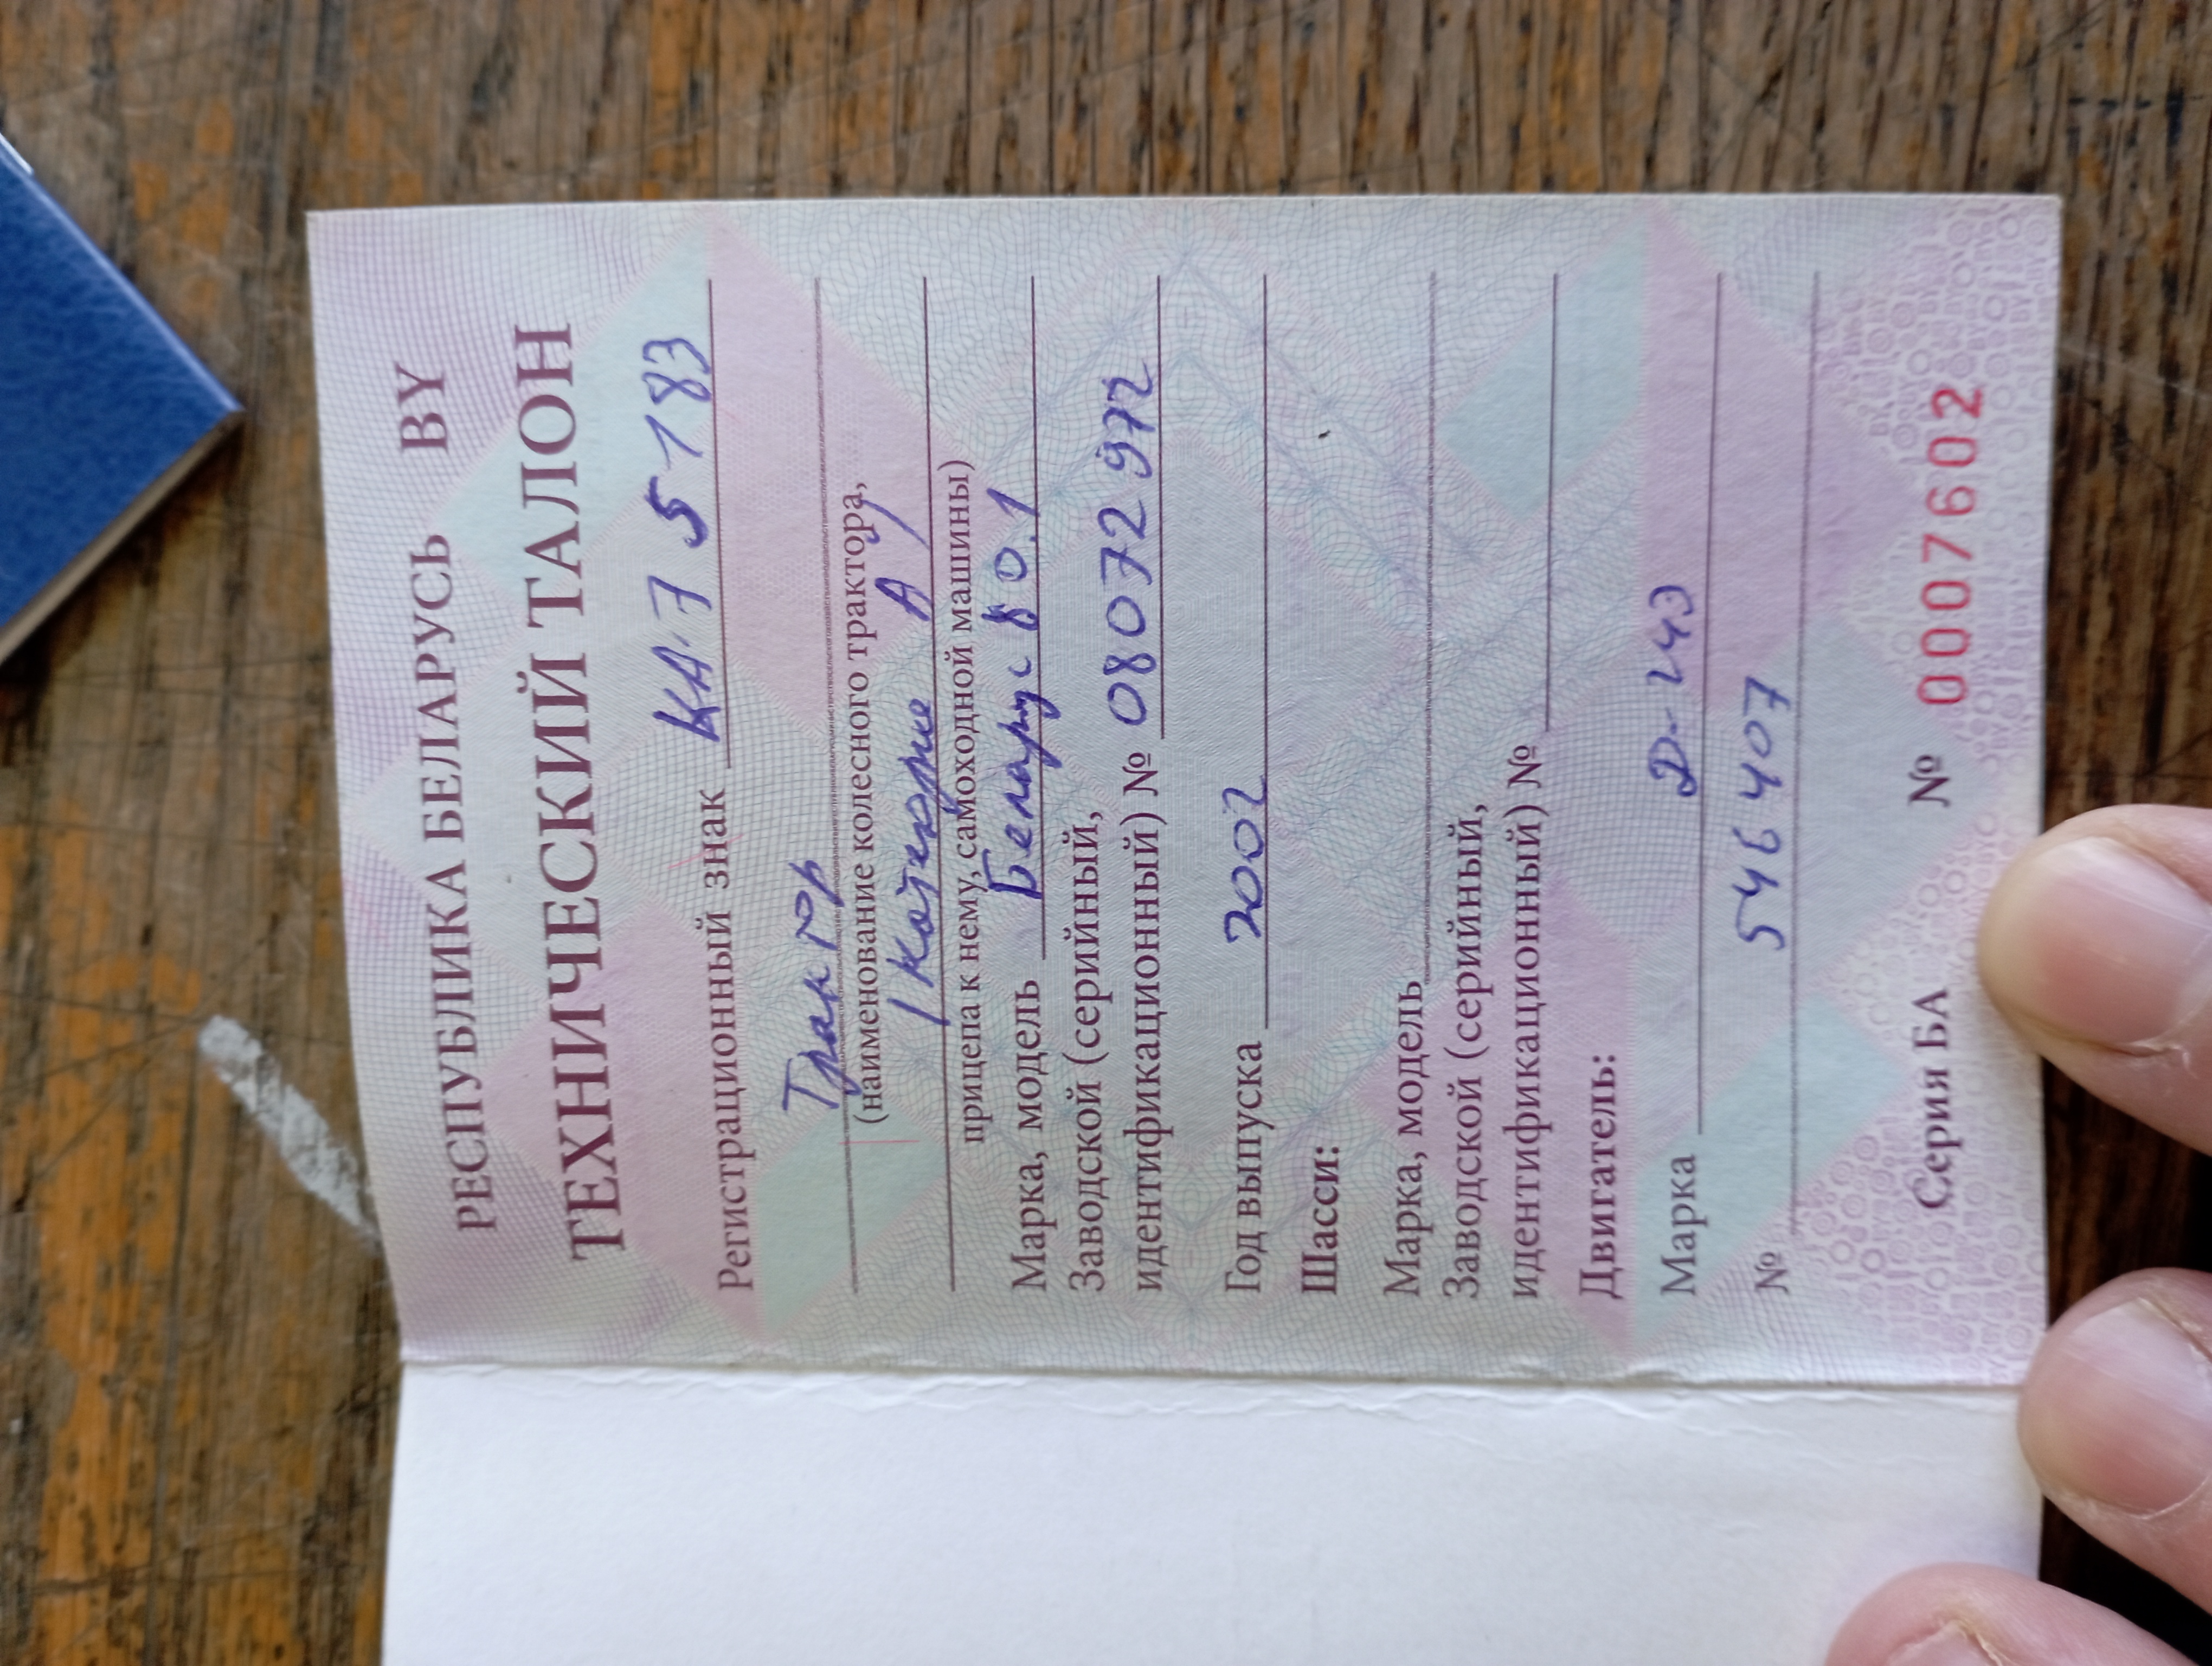 РЕСПУБЛИКА БЕЛАРУСЬ BY
ТЕХНИЧЕСКИЙ ТАЛОН
Регистрационный знак КА-7 5183
Трактор
(наименование колесного трактора,
/ Категория А /
прицепа к нему, самоходной машины)
Марка, модель Беларус 80.1
Заводской (серийный,
идентификационный) № 08072972
Год выпуска 2002
Шасси:
Марка, модель
Заводской (серийный,
идентификационный) №
Двигатель:
Марка Д-243
№ 546407
Серия БА № 0007602